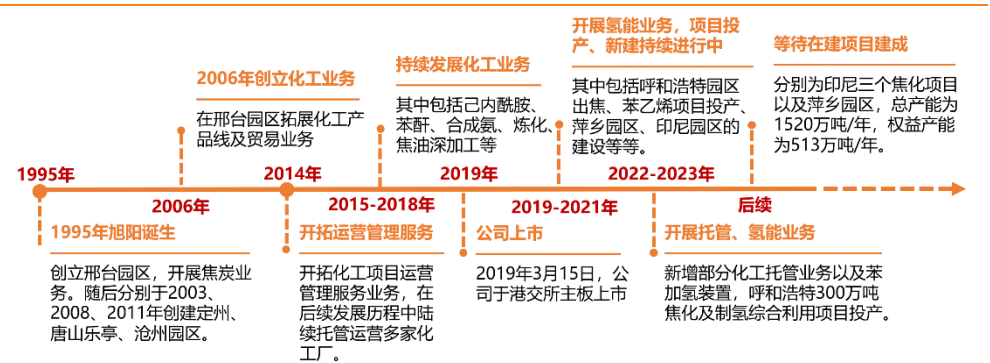 开展氢能业务，项目投
产、新建持续进行中
等待在建项目建成
持续发展化工业务
2006年创立化工业务
其中包括呼和浩特园区
出焦、苯乙烯项目投产、
萍乡园区、印尼园区的
建设等等。
分别为印尼三个焦化项目
以及萍乡园区，总产能为
1520万吨/年，权益产能
为513万吨/年。
其中包括己内酰胺、
苯酐、合成氨、炼化、
焦油深加工等
在邢台园区拓展化工产
品线及贸易业务
1995年
2014年
2019年
2022-2023年
2006年
2015-2018年
2019-2021年
后续
1995年旭阳诞生
创立邢台园区，开展焦炭业
务。随后分别于2003、
2008、2011年创建定州、
唐山乐亭、沧州园区。
开拓运营管理服务
开拓化工项目运营
管理服务业务，在
后续发展历程中陆
续托管运营多家化
工厂。
公司上市
2019年3月15日，公
司于港交所主板上市
开展托管、氢能业务
新增部分化工托管业务以及苯
加氢装置，呼和浩特300万吨
焦化及制氢综合利用项目投产。